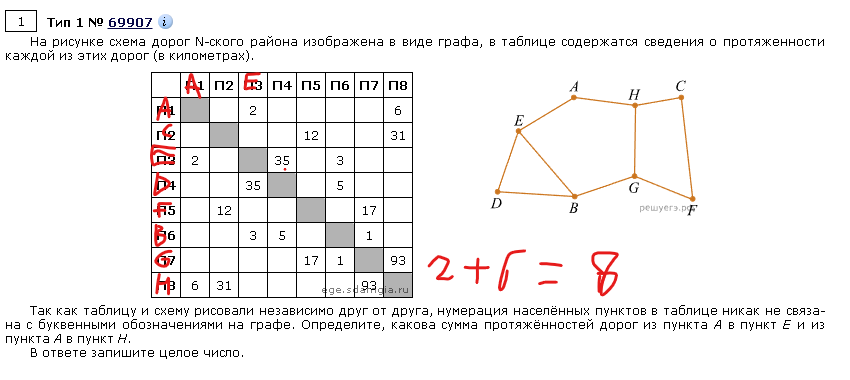 1 Тип 1 № 69907 i
На рисунке схема дорог N-ского района изображена в виде графа, в таблице содержатся сведения о протяженности
каждой из этих дорог (в километрах).
А Е
П1 П2 П3 П4 П5 П6 П7 П8
А П1 2 6
С П2 12 31
П3 2 35 3
D П4 35 5
F П5 12 17
B П6 3 5 1
G П7 17 1 93
H П8 6 31 93
ege.sdamgia.ru
A
H
C
E
D
B
G
F
решуегэ.рф
2 + 6 = 8
Так как таблицу и схему рисовали независимо друг от друга, нумерация населённых пунктов в таблице никак не связа-
на с буквенными обозначениями на графе. Определите, какова сумма протяжённостей дорог из пункта A в пункт E и из
пункта A в пункт H.
В ответе запишите целое число.